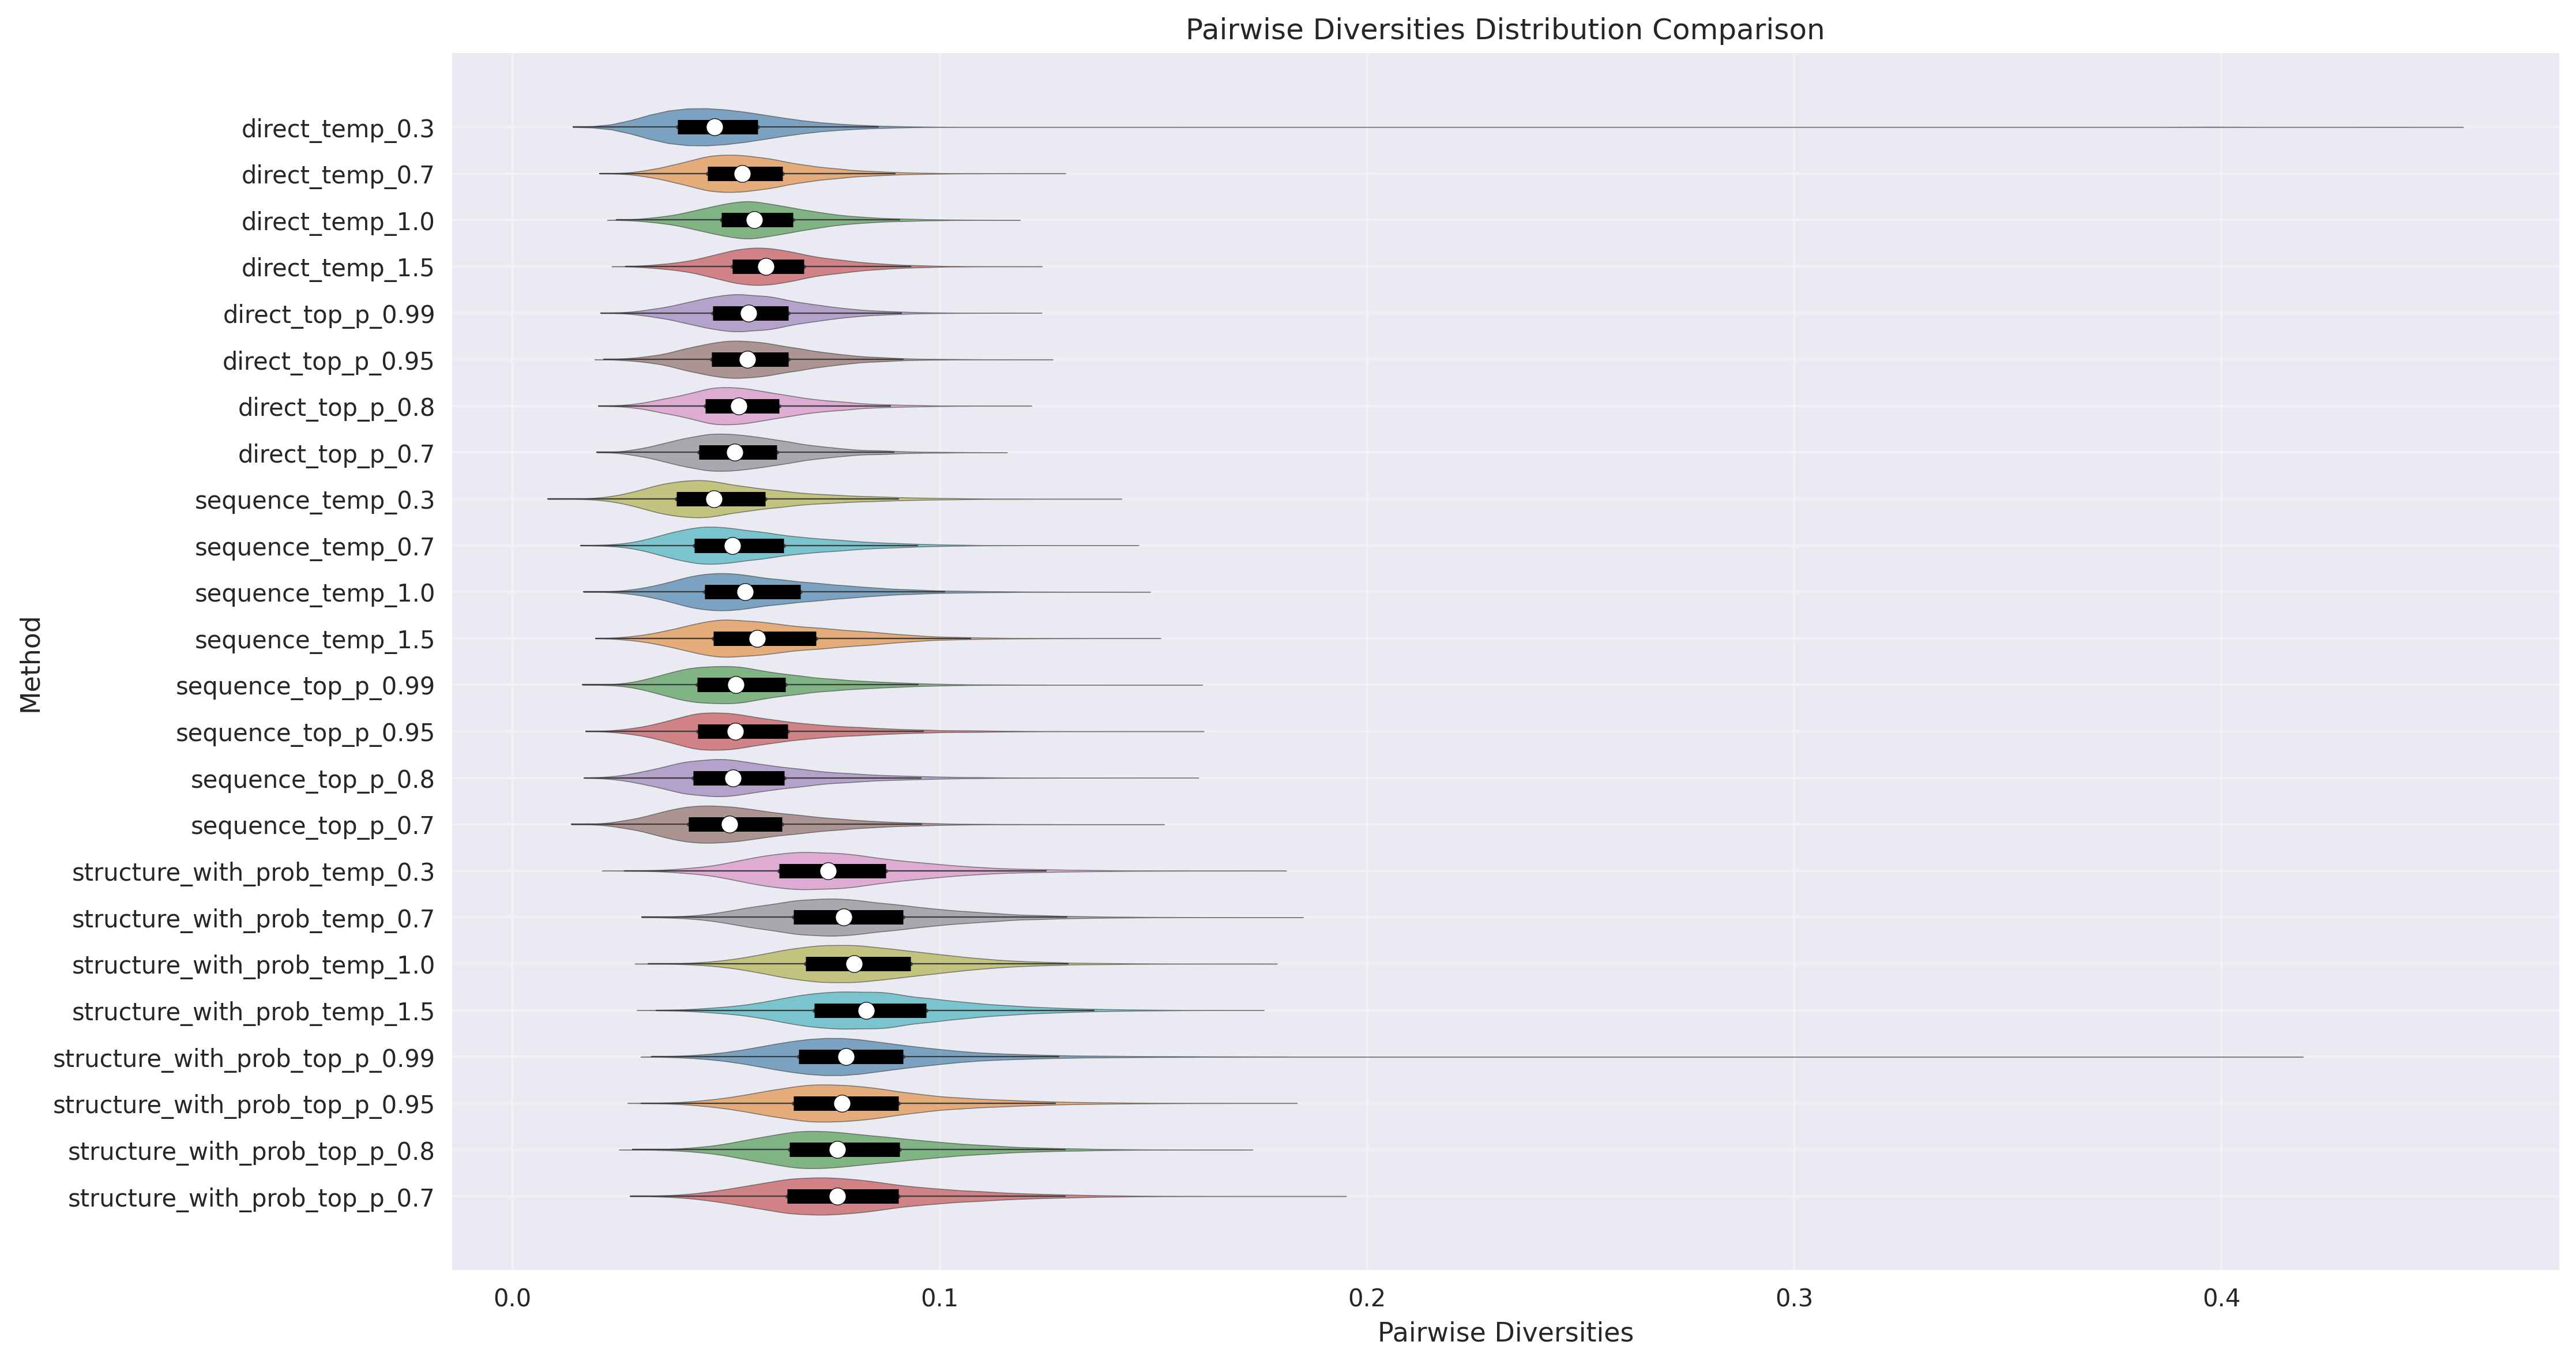 Pairwise Diversities Distribution Comparison
Method
direct_temp_0.3
direct_temp_0.7
direct_temp_1.0
direct_temp_1.5
direct_top_p_0.99
direct_top_p_0.95
direct_top_p_0.8
direct_top_p_0.7
sequence_temp_0.3
sequence_temp_0.7
sequence_temp_1.0
sequence_temp_1.5
sequence_top_p_0.99
sequence_top_p_0.95
sequence_top_p_0.8
sequence_top_p_0.7
structure_with_prob_temp_0.3
structure_with_prob_temp_0.7
structure_with_prob_temp_1.0
structure_with_prob_temp_1.5
structure_with_prob_top_p_0.99
structure_with_prob_top_p_0.95
structure_with_prob_top_p_0.8
structure_with_prob_top_p_0.7
0.0 0.1 0.2 0.3 0.4
Pairwise Diversities